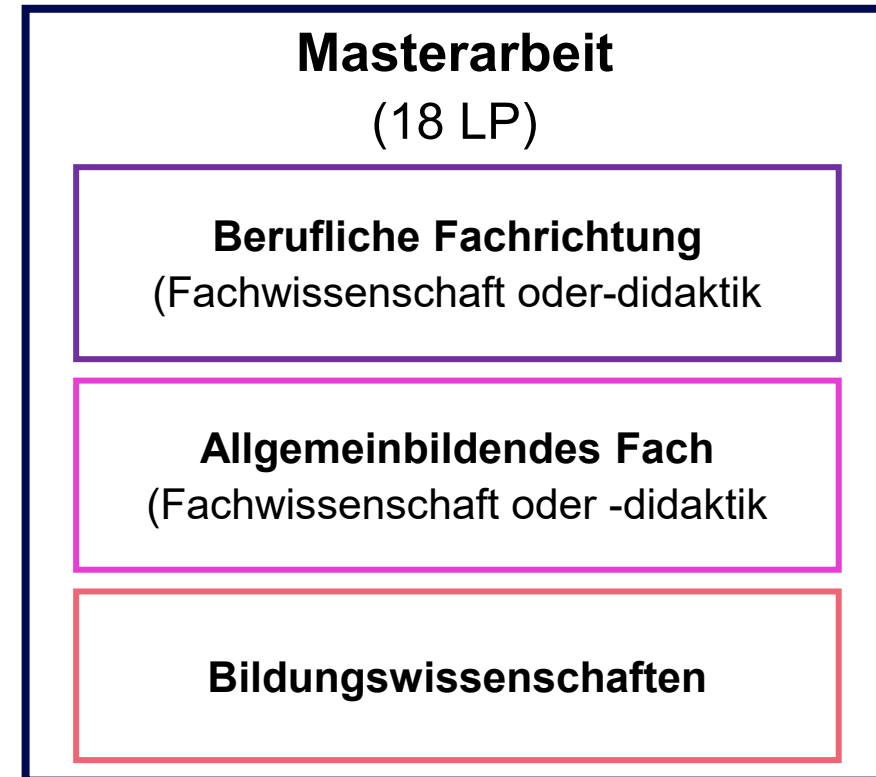 Masterarbeit
(18 LP)
Berufliche Fachrichtung
(Fachwissenschaft oder-didaktik
Allgemeinbildendes Fach
(Fachwissenschaft oder -didaktik
Bildungswissenschaften